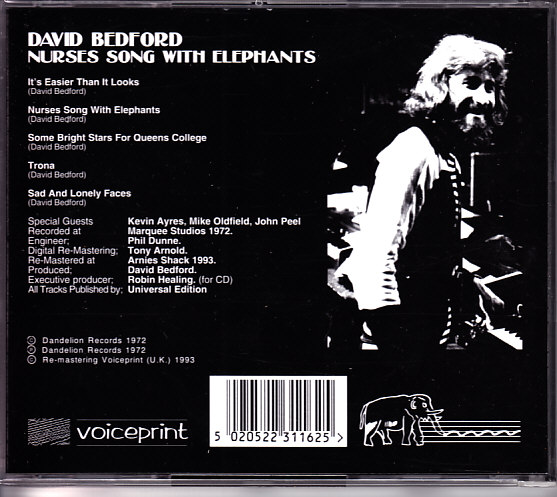 DAVID BEDFORD
NURSES SONG WITH ELEPHANTS
It's Easier Than It Looks
(David Bedford)
Nurses Song With Elephants
(David Bedford)
Some Bright Stars For Queens College
(David Bedford)
Trona
(David Bedford)
Sad And Lonely Faces
(David Bedford)
Special Guests Kevin Ayres, Mike Oldfield, John Peel
Recorded at Marquee Studios 1972.
Engineer; Phil Dunne.
Digital Re-Mastering; Tony Arnold.
Re-Mastered at Arnies Shack 1993.
Produced; David Bedford.
Executive producer; Robin Healing. (for CD)
All Tracks Published by; Universal Edition
© Dandelion Records 1972
℗ Dandelion Records 1972
© Re-mastering Voiceprint (U.K.) 1993
voiceprint
5 020522 311625 >